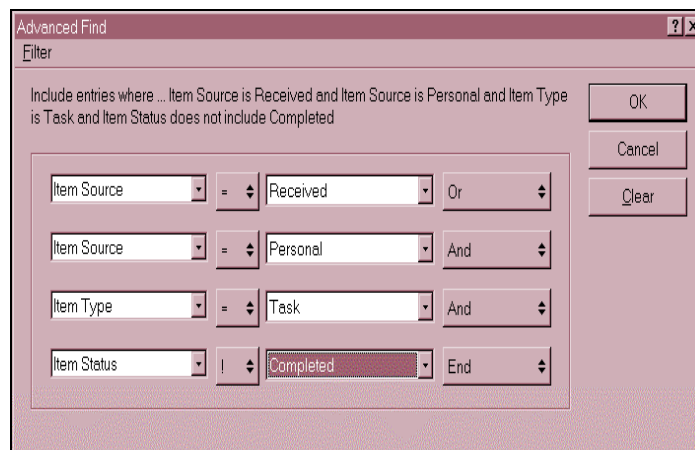 Advanced Find
Filter
Include entries where ... Item Source is Received and Item Source is Personal and Item Type
is Task and Item Status does not include Completed
OK
Cancel
Clear
Item Source = Received Or
Item Source = Personal And
Item Type = Task And
Item Status ! Completed End